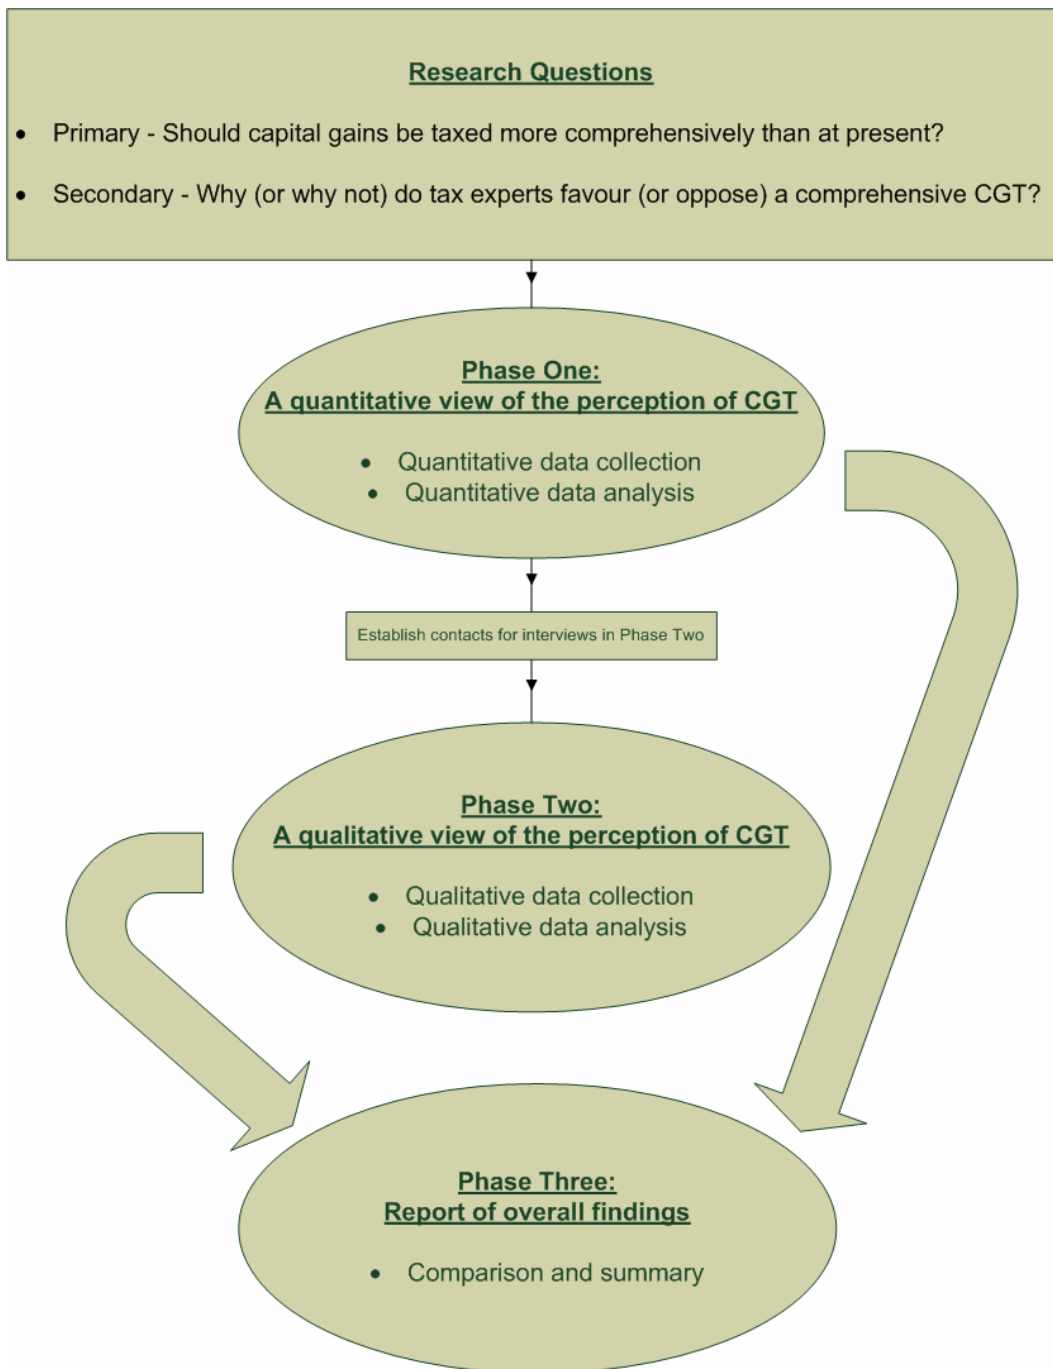 Research Questions
• Primary - Should capital gains be taxed more comprehensively than at present?
• Secondary - Why (or why not) do tax experts favour (or oppose) a comprehensive CGT?
Phase One:
A quantitative view of the perception of CGT
• Quantitative data collection
• Quantitative data analysis
Establish contacts for interviews in Phase Two
Phase Two:
A qualitative view of the perception of CGT
• Qualitative data collection
• Qualitative data analysis
Phase Three:
Report of overall findings
• Comparison and summary